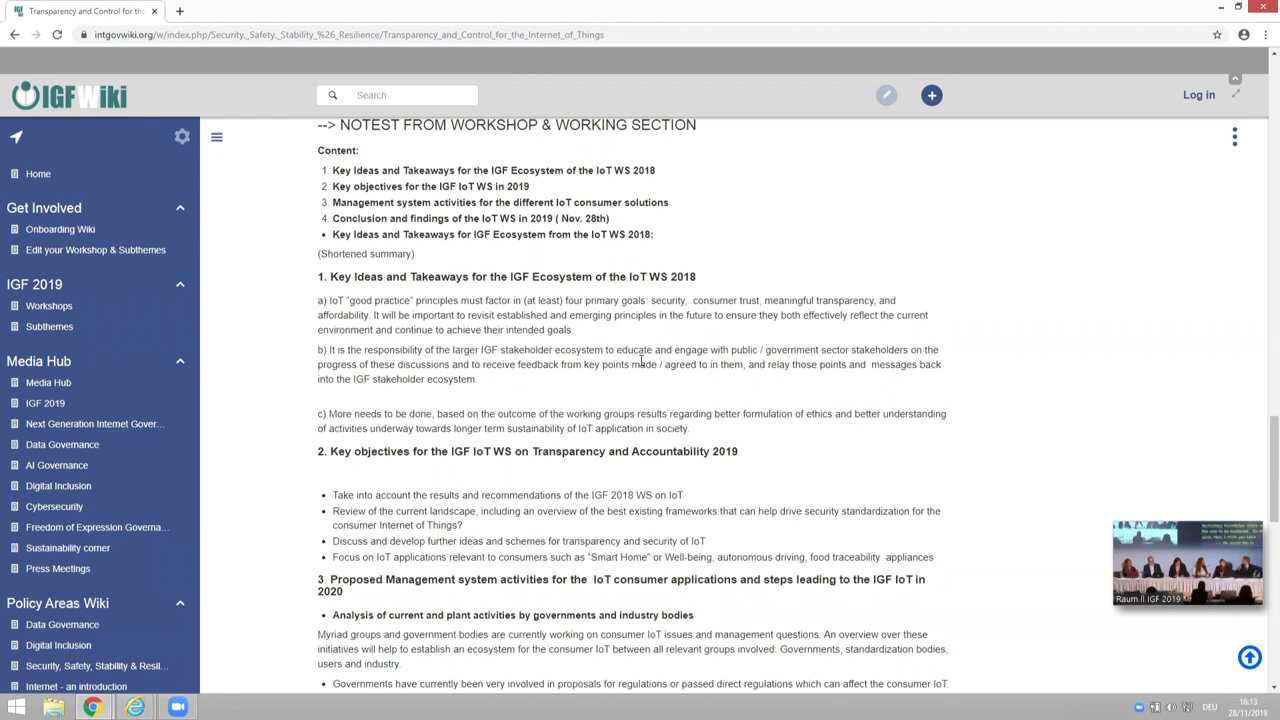 Transparency and Control for the
intgovwiki.org/w/index.php/Security,_Safety,_Stability_%26_Resilience/Transparency_and_Control_for_the_Internet_of_Things
IGFWiki
Search
Log in
Home
Get Involved
Onboarding Wiki
Edit your Workshop & Subthemes
IGF 2019
Workshops
Subthemes
Media Hub
Media Hub
IGF 2019
Next Generation Internet Gover...
Data Governance
AI Governance
Digital Inclusion
Cybersecurity
Freedom of Expression Governa...
Sustainability corner
Press Meetings
Policy Areas Wiki
Data Governance
Digital Inclusion
Security, Safety, Stability & Resil...
Internet - an introduction
--> NOTEST FROM WORKSHOP & WORKING SECTION
Content:
1. Key Ideas and Takeaways for the IGF Ecosystem of the IoT WS 2018
2. Key objectives for the IGF IoT WS in 2019
3. Management system activities for the different IoT consumer solutions
4. Conclusion and findings of the IoT WS in 2019 ( Nov. 28th)
• Key Ideas and Takeaways for IGF Ecosystem from the IoT WS 2018:
(Shortened summary)
1. Key Ideas and Takeaways for the IGF Ecosystem of the IoT WS 2018
a) IoT "good practice" principles must factor in (at least) four primary goals: security, consumer trust, meaningful transparency, and
affordability. It will be important to revisit established and emerging principles in the future to ensure they both effectively reflect the current
environment and continue to achieve their intended goals.
b) It is the responsibility of the larger IGF stakeholder ecosystem to educate and engage with public / government sector stakeholders on the
progress of these discussions and to receive feedback from key points made / agreed to in them, and relay those points and messages back
into the IGF stakeholder ecosystem.
c) More needs to be done, based on the outcome of the working groups results regarding better formulation of ethics and better understanding
of activities underway towards longer term sustainability of IoT application in society.
2. Key objectives for the IGF IoT WS on Transparency and Accountability 2019
• Take into account the results and recommendations of the IGF 2018 WS on IoT
• Review of the current landscape, including an overview of the best existing frameworks that can help drive security standardization for the
consumer Internet of Things?
• Discuss and develop further ideas and schemes for transparency and security of IoT
• Focus on IoT applications relevant to consumers such as "Smart Home" or Well-being, autonomous driving, food traceability appliances
3. Proposed Management system activities for the IoT consumer applications and steps leading to the IGF IoT in
2020
• Analysis of current and plant activities by governments and industry bodies
Myriad groups and government bodies are currently working on consumer IoT issues and management questions. An overview over these
initiatives will help to establish an ecosystem for the consumer IoT between all relevant groups involved: Governments, standardization bodies,
users and industry.
• Governments have currently been very involved in proposals for regulations or passed direct regulations which can affect the consumer IoT.
Raum II IGF 2019
DEU
16:13
28/11/2019